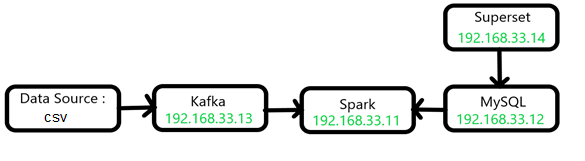 Superset
192.168.33.14
Data Source :
csv
Kafka
192.168.33.13
Spark
192.168.33.11
MySQL
192.168.33.12